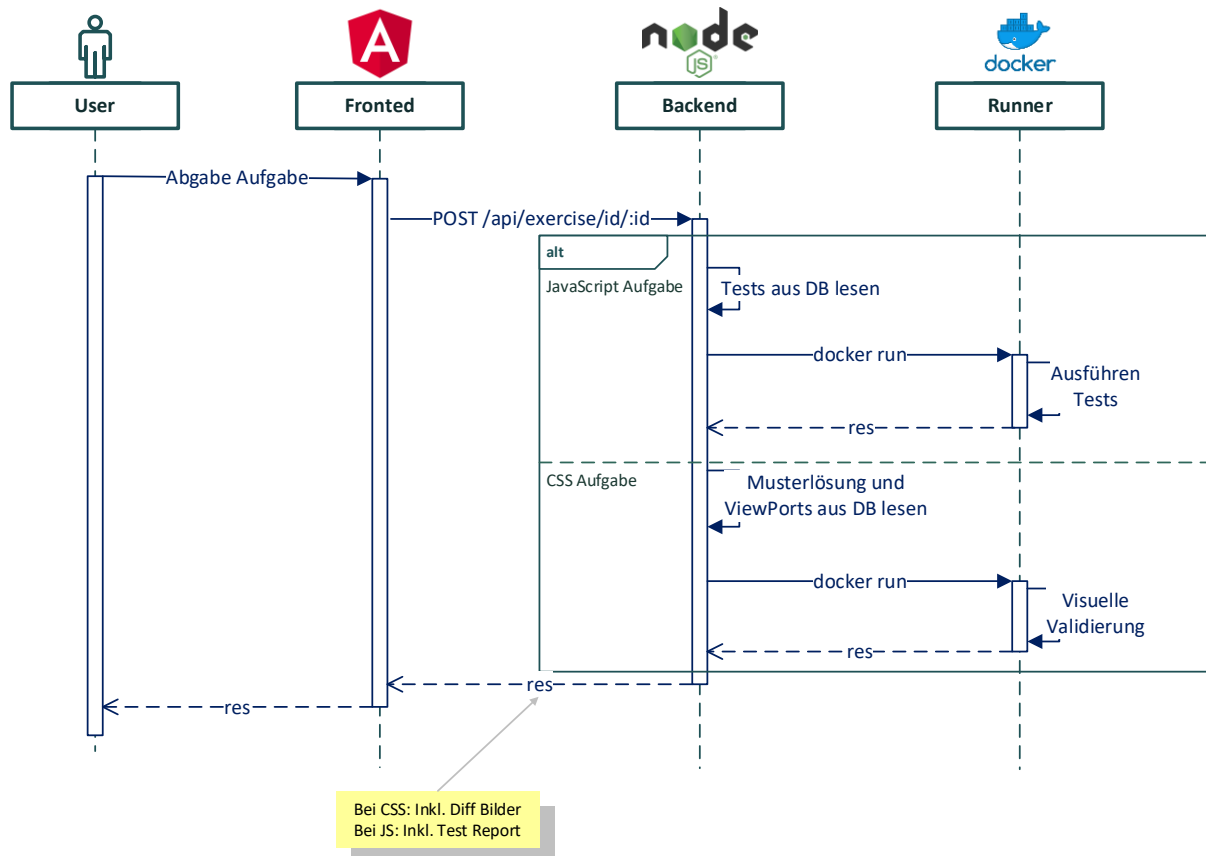 node
JS
docker
User
Fronted
Backend
Runner
Abgabe Aufgabe
POST /api/exercise/id/:id
alt
JavaScript Aufgabe
Tests aus DB lesen
docker run
Ausführen
Tests
res
CSS Aufgabe
Musterlösung und
ViewPorts aus DB lesen
docker run
Visuelle
Validierung
res
res
res
Bei CSS: Inkl. Diff Bilder
Bei JS: Inkl. Test Report